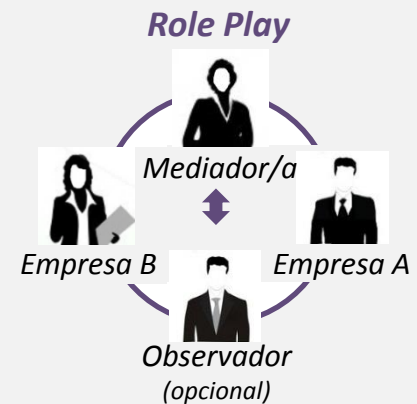 Role Play
Mediador/a
Empresa B
Empresa A
Observador
(opcional)